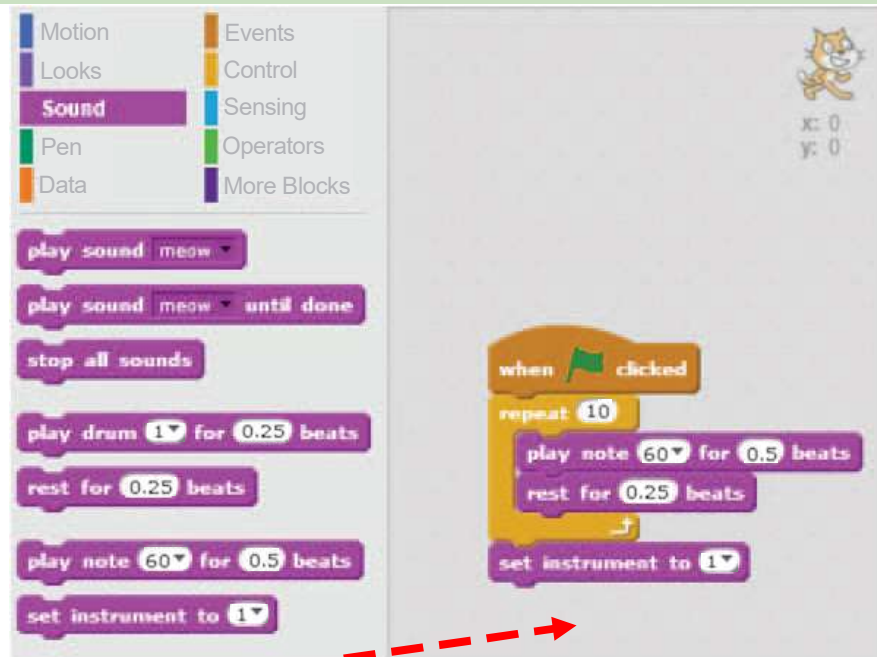 Motion
Events
Looks
Control
Sound
Sensing
Pen
Operators
Data
More Blocks
x: 0
y: 0
play sound meow
play sound meow until done
stop all sounds
play drum 1 for 0.25 beats
rest for 0.25 beats
play note 60 for 0.5 beats
set instrument to 1
when clicked
repeat 10
play note 60 for 0.5 beats
rest for 0.25 beats
set instrument to 1